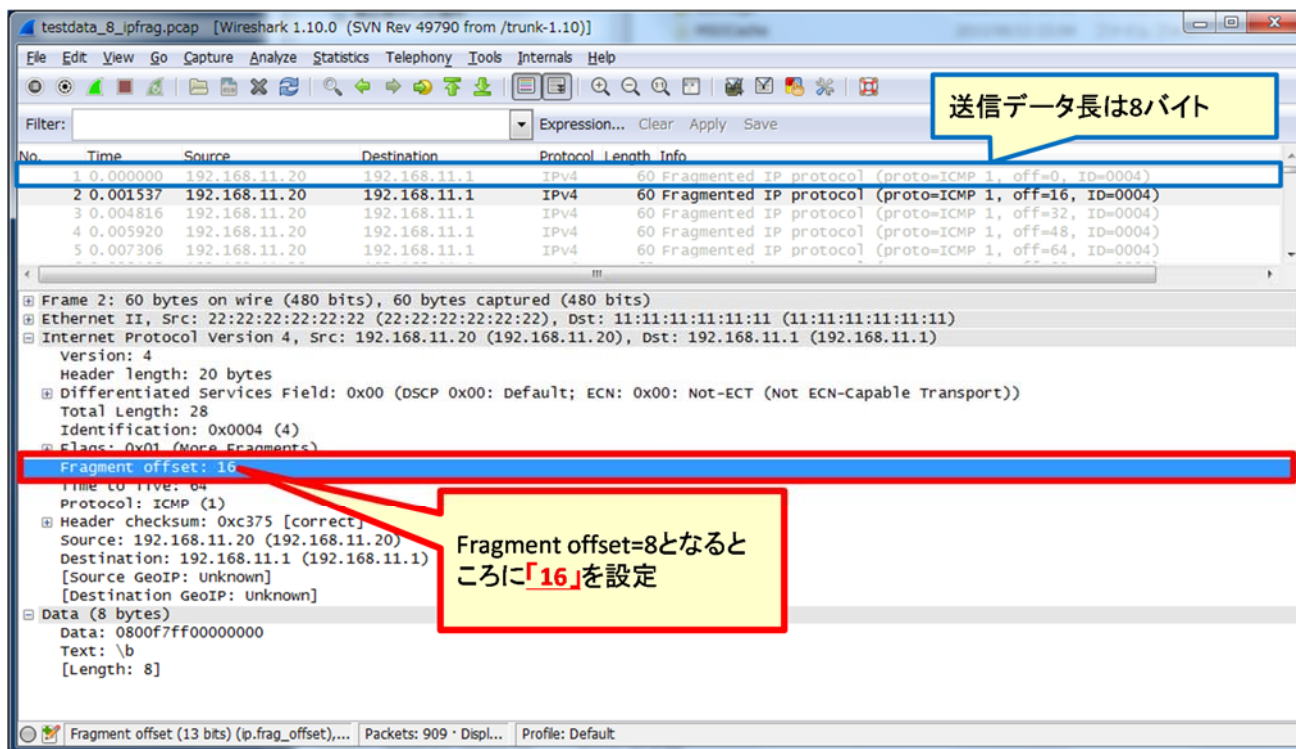 testdata_8_ipfrag.pcap [Wireshark 1.10.0 (SVN Rev 49790 from /trunk-1.10)]
File Edit View Go Capture Analyze Statistics Telephony Tools Internals Help
送信データ長は8バイト
Filter: Expression... Clear Apply Save
No. Time Source Destination Protocol Length Info
1 0.000000 192.168.11.20 192.168.11.1 IPv4 60 Fragmented IP protocol (proto=ICMP 1, off=0, ID=0004)
2 0.001537 192.168.11.20 192.168.11.1 IPv4 60 Fragmented IP protocol (proto=ICMP 1, off=16, ID=0004)
3 0.004816 192.168.11.20 192.168.11.1 IPv4 60 Fragmented IP protocol (proto=ICMP 1, off=32, ID=0004)
4 0.005920 192.168.11.20 192.168.11.1 IPv4 60 Fragmented IP protocol (proto=ICMP 1, off=48, ID=0004)
5 0.007306 192.168.11.20 192.168.11.1 IPv4 60 Fragmented IP protocol (proto=ICMP 1, off=64, ID=0004)
Frame 2: 60 bytes on wire (480 bits), 60 bytes captured (480 bits)
Ethernet II, Src: 22:22:22:22:22:22 (22:22:22:22:22:22), Dst: 11:11:11:11:11:11 (11:11:11:11:11:11)
Internet Protocol Version 4, Src: 192.168.11.20 (192.168.11.20), Dst: 192.168.11.1 (192.168.11.1)
Version: 4
Header length: 20 bytes
Differentiated Services Field: 0x00 (DSCP 0x00: Default; ECN: 0x00: Not-ECT (Not ECN-Capable Transport))
Total Length: 28
Identification: 0x0004 (4)
Flags: 0x01 (More Fragments)
Fragment offset: 16
Time to live: 64
Protocol: ICMP (1)
Header checksum: 0xc375 [correct]
Source: 192.168.11.20 (192.168.11.20)
Destination: 192.168.11.1 (192.168.11.1)
[Source GeoIP: Unknown]
[Destination GeoIP: Unknown]
Fragment offset=8となると
ころに「16」を設定
Data (8 bytes)
Data: 0800f7ff00000000
Text: \b
[Length: 8]
Fragment offset (13 bits) (ip.frag_offset),... Packets: 909 · Displ... Profile: Default